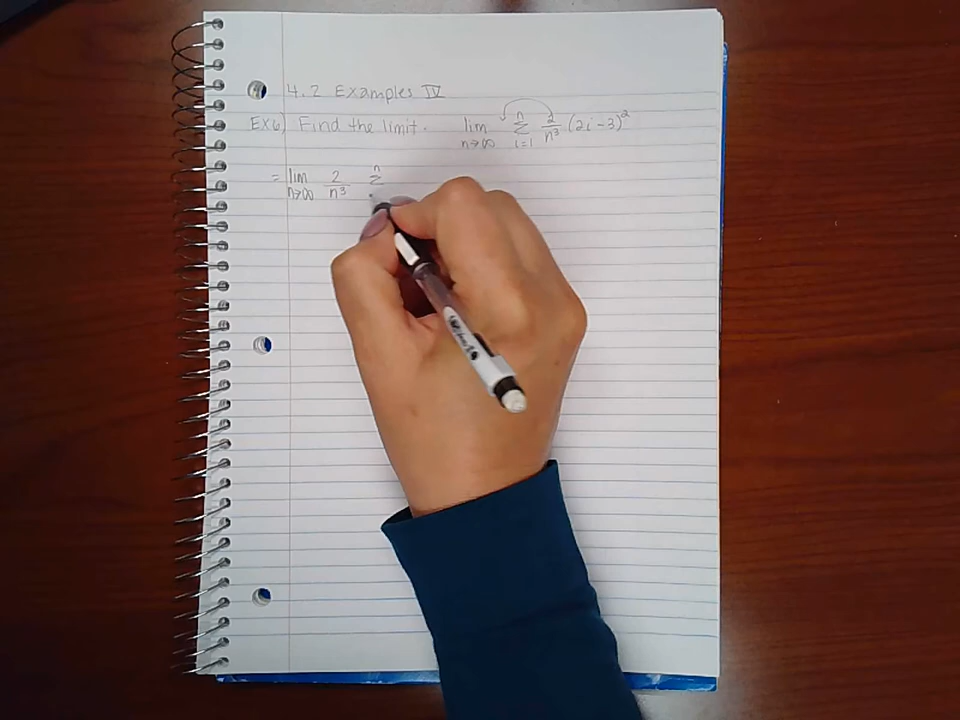 4.2 Examples IV
EX6) Find the limit. lim n→∞ n Σ i=1 2/n³ (2i-3)²
= lim n→∞ 2/n³ n Σ